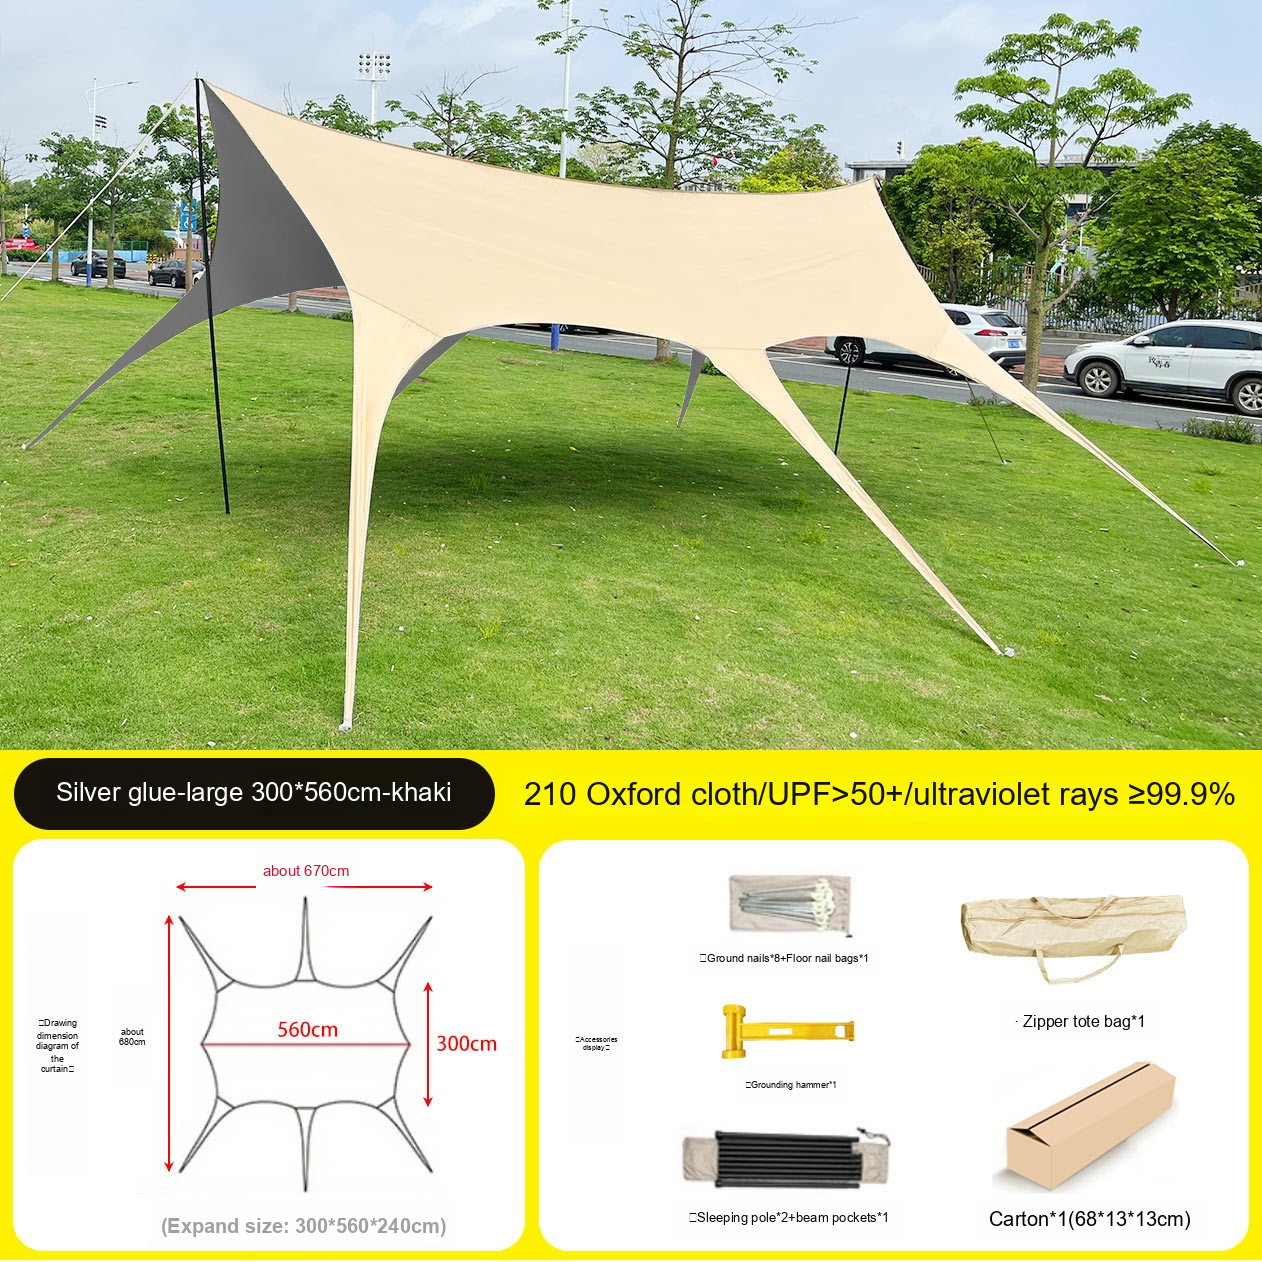 Silver glue-large 300*560cm-khaki
210 Oxford cloth/UPF>50+/ultraviolet rays ≥99.9%
about 670cm
560cm
300cm
□Drawing
dimension
diagram of
the
curtain□
about
680cm
(Expand size: 300*560*240cm)
□Accessories
display□
□Ground nails*8+Floor nail bags*1
· Zipper tote bag*1
□Grounding hammer*1
□Sleeping pole*2+beam pockets*1
Carton*1(68*13*13cm)